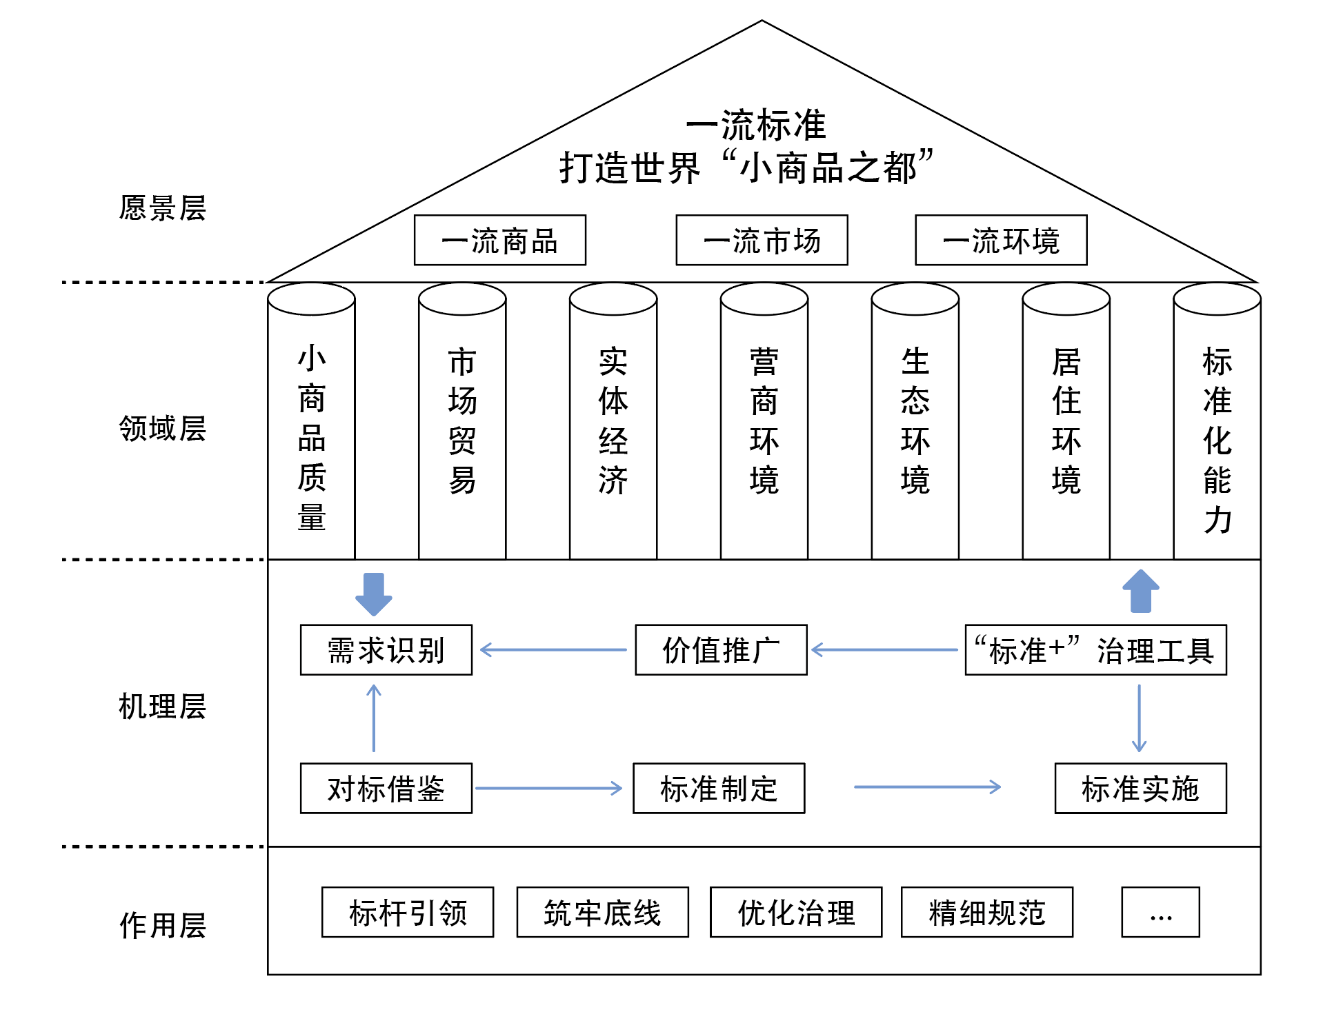 一流标准
打造世界“小商品之都”
愿景层
一流商品
一流市场
一流环境
领域层
小商品质量
市场贸易
实体经济
营商环境
生态环境
居住环境
标准化能力
机理层
需求识别
价值推广
“标准+”治理工具
对标借鉴
标准制定
标准实施
作用层
标杆引领
筑牢底线
优化治理
精细规范
...